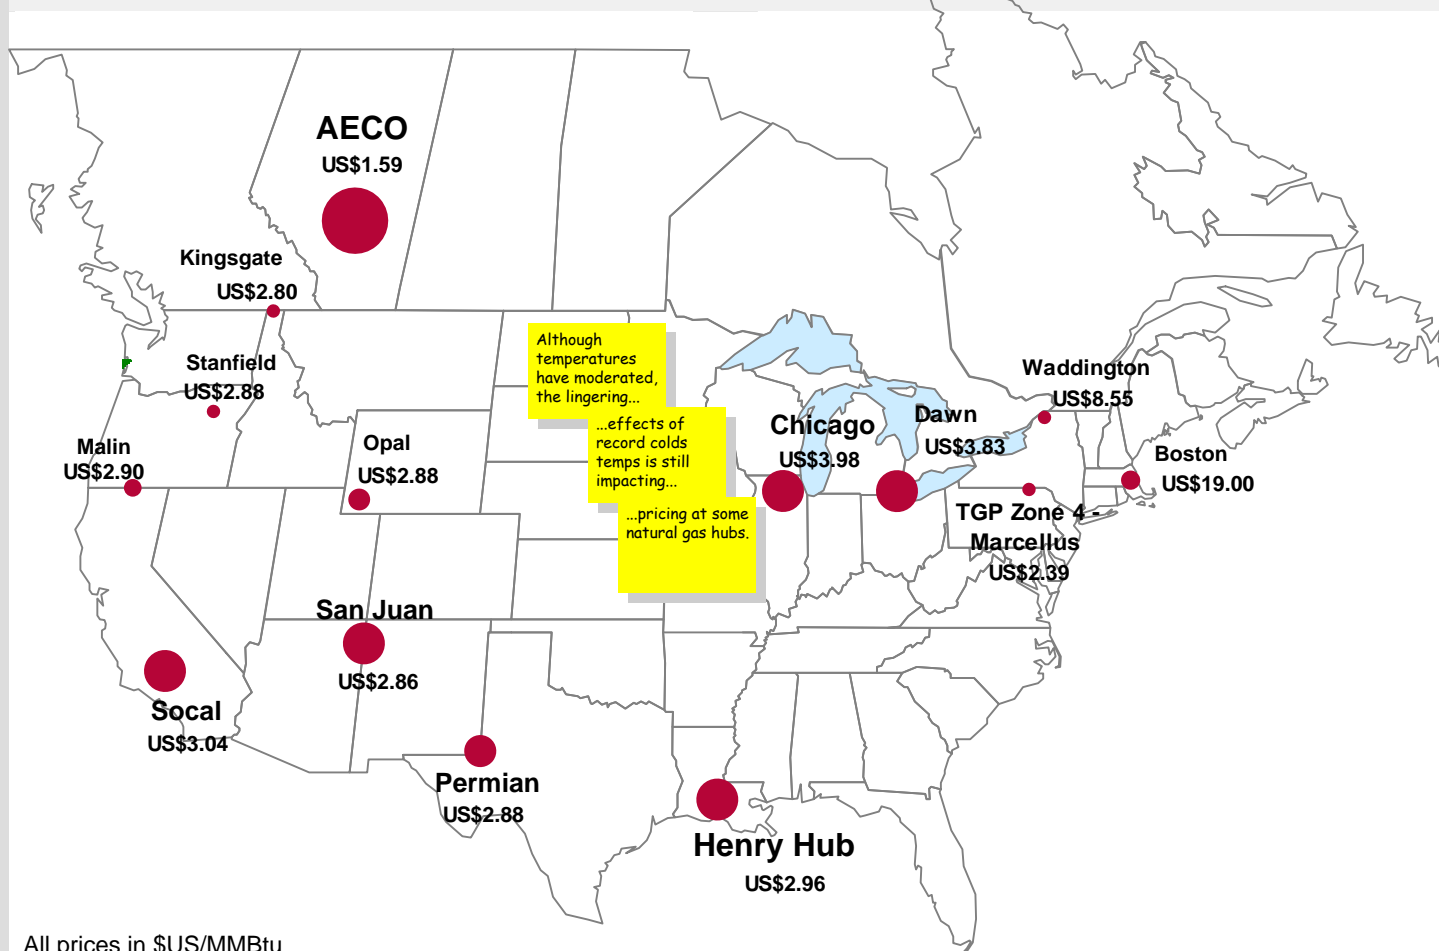 AECO
US$1.59
Kingsgate
US$2.80
Stanfield
US$2.88
Malin
US$2.90
Opal
US$2.88
Although
temperatures
have moderated,
the lingering...
...effects of
record colds
temps is still
impacting...
...pricing at some
natural gas hubs.
Chicago
US$3.98
Dawn
US$3.83
Waddington
US$8.55
Boston
US$19.00
TGP Zone 4 -
Marcellus
US$2.39
San Juan
US$2.86
Socal
US$3.04
Permian
US$2.88
Henry Hub
US$2.96
All prices in $US/MMBtu